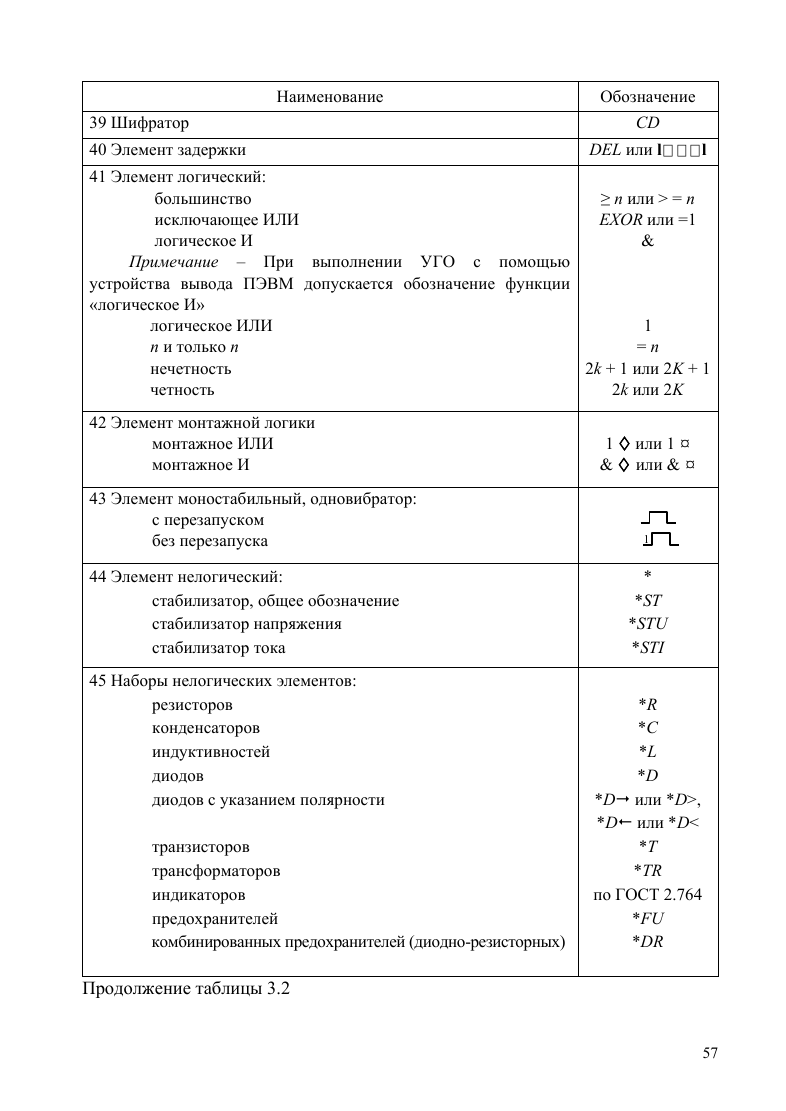 Наименование Обозначение
39 Шифратор CD
40 Элемент задержки DEL или l□□□l
41 Элемент логический:
большинство ≥ n или > = n
исключающее ИЛИ EXOR или =1
логическое И &
Примечание – При выполнении УГО с помощью
устройства вывода ПЭВМ допускается обозначение функции
«логическое И»
логическое ИЛИ 1
n и только n = n
нечетность 2k + 1 или 2K + 1
четность 2k или 2K
42 Элемент монтажной логики
монтажное ИЛИ 1 ◊ или 1 ¤
монтажное И & ◊ или & ¤
43 Элемент моностабильный, одновибратор:
с перезапуском
без перезапуска 1
44 Элемент нелогический: *
стабилизатор, общее обозначение *ST
стабилизатор напряжения *STU
стабилизатор тока *STI
45 Наборы нелогических элементов:
резисторов *R
конденсаторов *C
индуктивностей *L
диодов *D
диодов с указанием полярности *D→ или *D>,
*D← или *D<
транзисторов *T
трансформаторов *TR
индикаторов по ГОСТ 2.764
предохранителей *FU
комбинированных предохранителей (диодно-резисторных) *DR
Продолжение таблицы 3.2
57